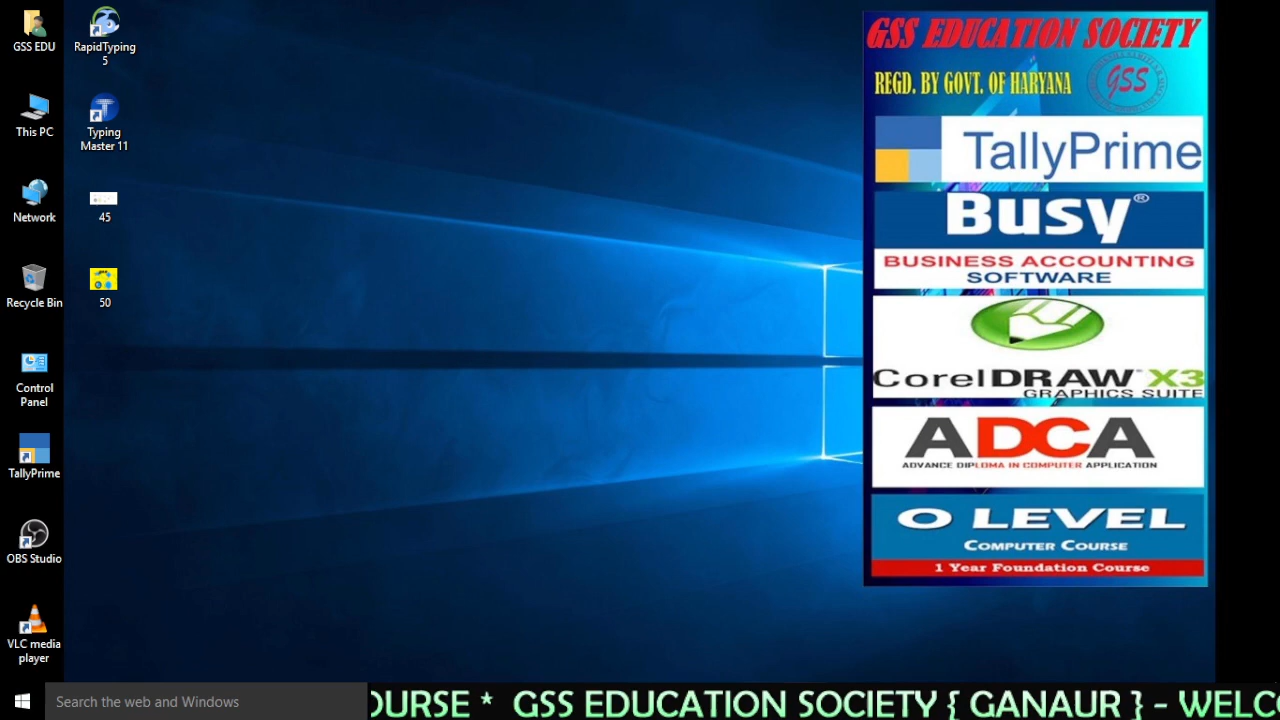 GSS EDU
RapidTyping
5
This PC
Typing
Master 11
Network
45
Recycle Bin
50
Control
Panel
TallyPrime
OBS Studio
VLC media
player
GSS EDUCATION SOCIETY
REGD. BY GOVT. OF HARYANA
GSS
TallyPrime
Busy®
BUSINESS ACCOUNTING
SOFTWARE
CorelDRAW™ X3
GRAPHICS SUITE
ADCA
ADVANCE DIPLOMA IN COMPUTER APPLICATION
O LEVEL
COMPUTER COURSE
1 Year Foundation Course
Search the web and Windows
OURSE * GSS EDUCATION SOCIETY { GANAUR } - WELCO